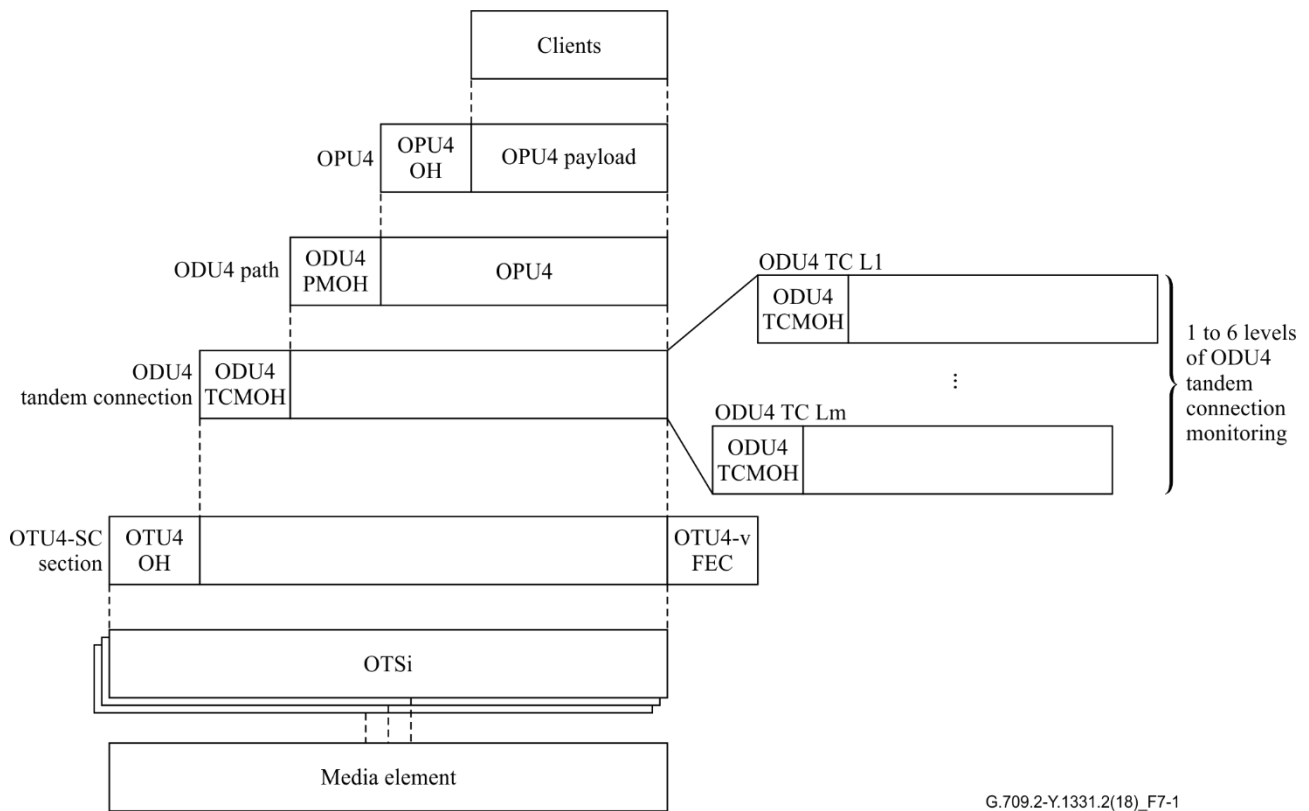 Clients
OPU4
OPU4
OH
OPU4 payload
ODU4 path
ODU4
PMOH
OPU4
ODU4
tandem connection
ODU4
TCMOH
ODU4 TC L1
ODU4
TCMOH
...
ODU4 TC Lm
ODU4
TCMOH
1 to 6 levels
of ODU4
tandem
connection
monitoring
OTU4-SC
section
OTU4
OH
OTU4-v
FEC
OTSi
Media element
G.709.2-Y.1331.2(18)_F7-1